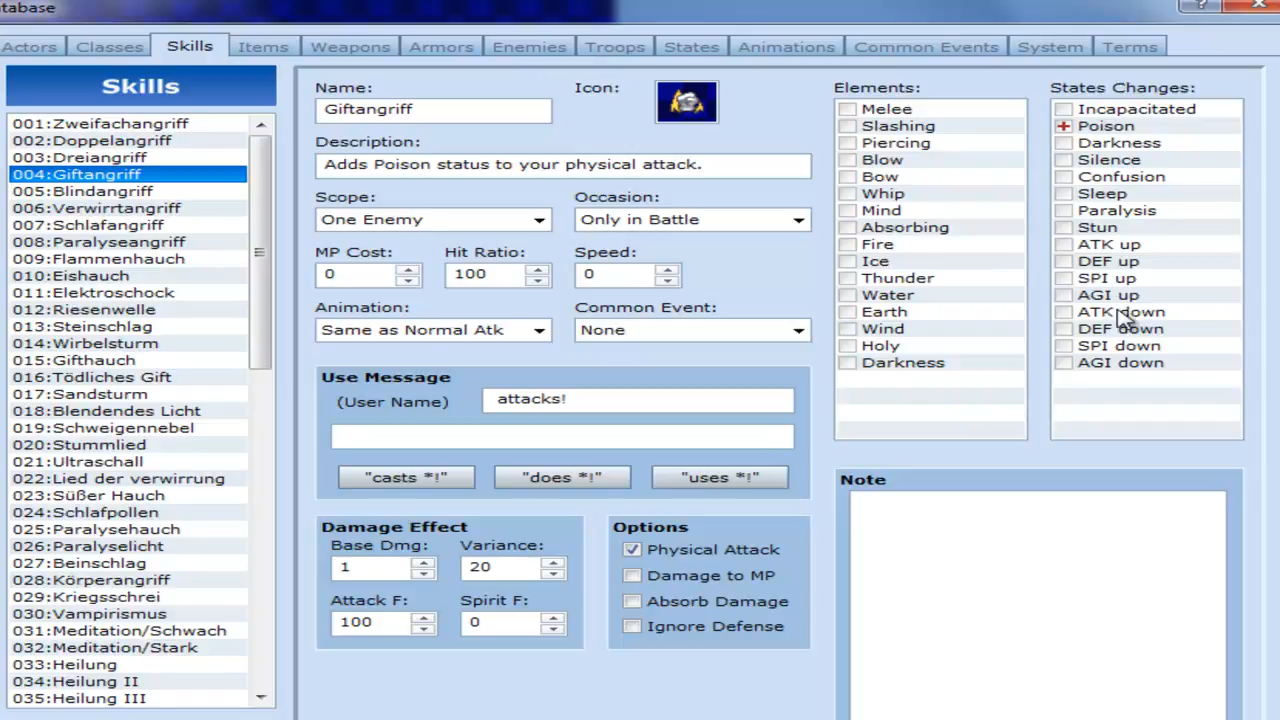 tabase
?
Actors Classes Skills Items Weapons Armors Enemies Troops States Animations Common Events System Terms
Skills
001:Zweifachangriff
002:Doppelangriff
003:Dreiangriff
004:Giftangriff
005:Blindangriff
006:Verwirrtangriff
007:Schlafangriff
008:Paralyseangriff
009:Flammenhauch
010:Eishauch
011:Elektroschock
012:Riesenwelle
013:Steinschlag
014:Wirbelsturm
015:Gifthauch
016:Tödliches Gift
017:Sandsturm
018:Blendendes Licht
019:Schweigennebel
020:Stummlied
021:Ultraschall
022:Lied der verwirrung
023:Süßer Hauch
024:Schlafpollen
025:Paralysehauch
026:Paralyselicht
027:Beinschlag
028:Körperangriff
029:Kriegsschrei
030:Vampirismus
031:Meditation/Schwach
032:Meditation/Stark
033:Heilung
034:Heilung II
035:Heilung III
Name: Icon:
Giftangriff
Description:
Adds Poison status to your physical attack.
Scope: Occasion:
One Enemy Only in Battle
MP Cost: Hit Ratio: Speed:
0 100 0
Animation: Common Event:
Same as Normal Atk None
Use Message
(User Name) attacks!
"casts *!" "does *!" "uses *!"
Damage Effect
Base Dmg: Variance:
1 20
Attack F: Spirit F:
100 0
Options
Physical Attack
Damage to MP
Absorb Damage
Ignore Defense
Elements:
Melee
Slashing
Piercing
Blow
Bow
Whip
Mind
Absorbing
Fire
Ice
Thunder
Water
Earth
Wind
Holy
Darkness
States Changes:
Incapacitated
Poison
Darkness
Silence
Confusion
Sleep
Paralysis
Stun
ATK up
DEF up
SPI up
AGI up
ATK down
DEF down
SPI down
AGI down
Note